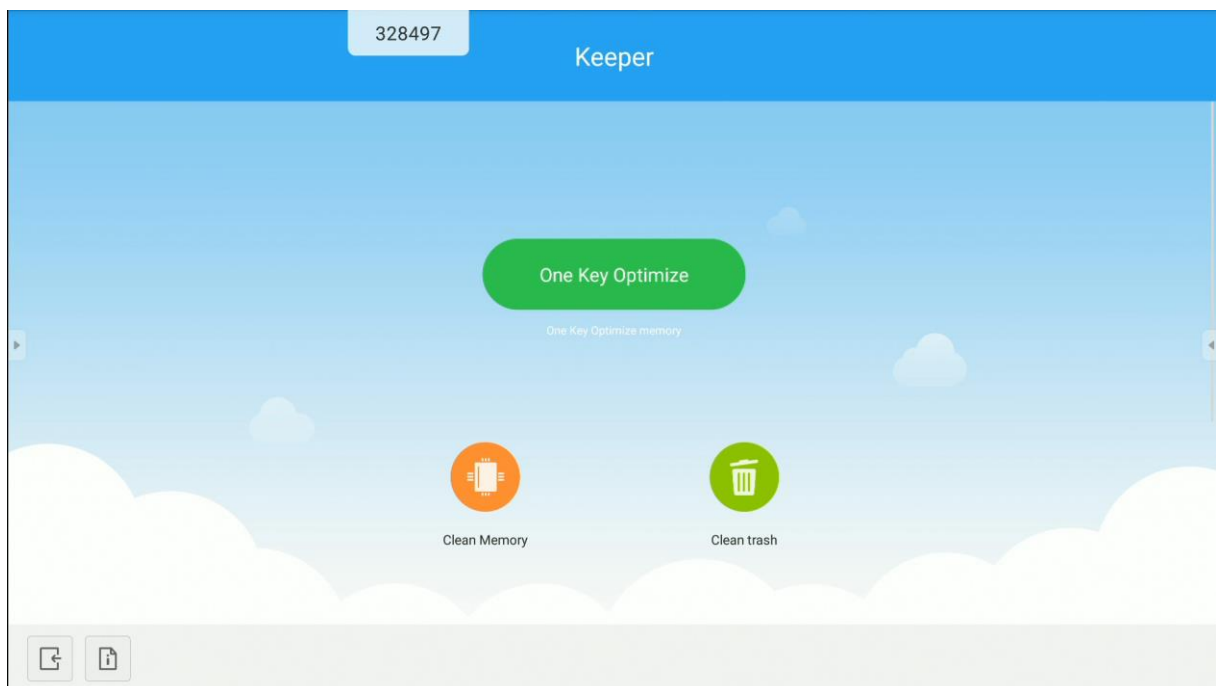 328497
Keeper
One Key Optimize
One Key Optimize memory
Clean Memory
Clean trash